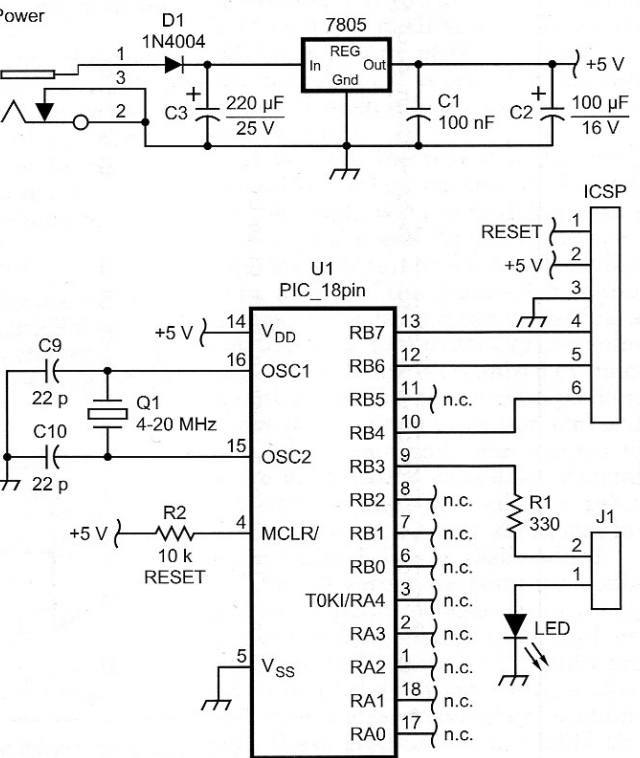 Power
D1
1N4004
7805
REG
In
Out
Gnd
+5 V
1
3
2
C3
+
220 µF
25 V
C1
100 nF
C2
+
100 µF
16 V
ICSP
RESET
1
+5 V
2
3
4
5
6
U1
PIC_18pin
+5 V
14
VDD
RB7
13
C9
22 p
16
OSC1
RB6
12
Q1
4-20 MHz
RB5
11
n.c.
RB4
10
C10
22 p
15
OSC2
RB3
9
RB2
8
n.c.
R1
330
J1
+5 V
R2
10 k
RESET
4
MCLR/
RB1
7
n.c.
2
RB0
6
n.c.
1
T0KI/RA4
3
n.c.
LED
RA3
2
n.c.
5
VSS
RA2
1
n.c.
RA1
18
n.c.
RA0
17
n.c.